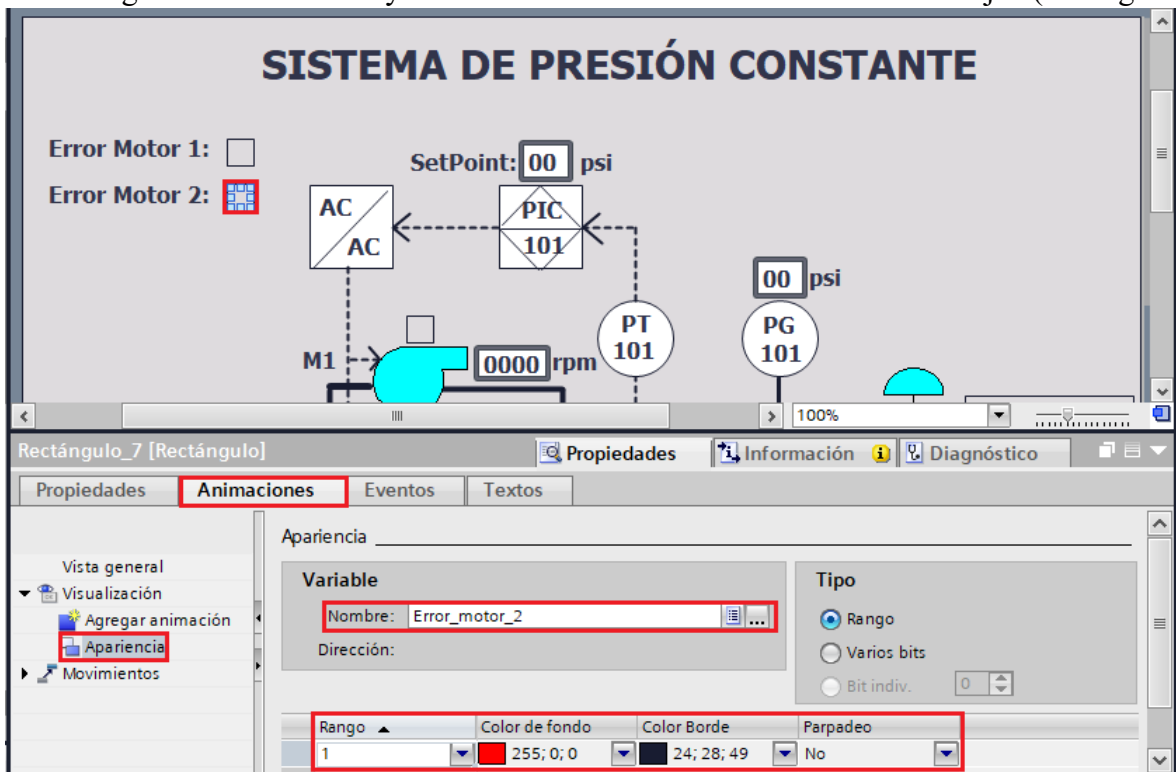 SISTEMA DE PRESIÓN CONSTANTE
Error Motor 1:
SetPoint: 00 psi
Error Motor 2:
AC
AC
PIC
101
00 psi
PT
101
PG
101
M1
0000 rpm
100%
Rectángulo_7 [Rectángulo]
Propiedades Información Diagnóstico
Propiedades Animaciones Eventos Textos
Apariencia
Vista general
Visualización
Agregar animación
Apariencia
Movimientos
Variable
Nombre: Error_motor_2
Dirección:
Tipo
Rango
Varios bits
Bit indiv. 0
Rango Color de fondo Color Borde Parpadeo
1 255; 0; 0 24; 28; 49 No